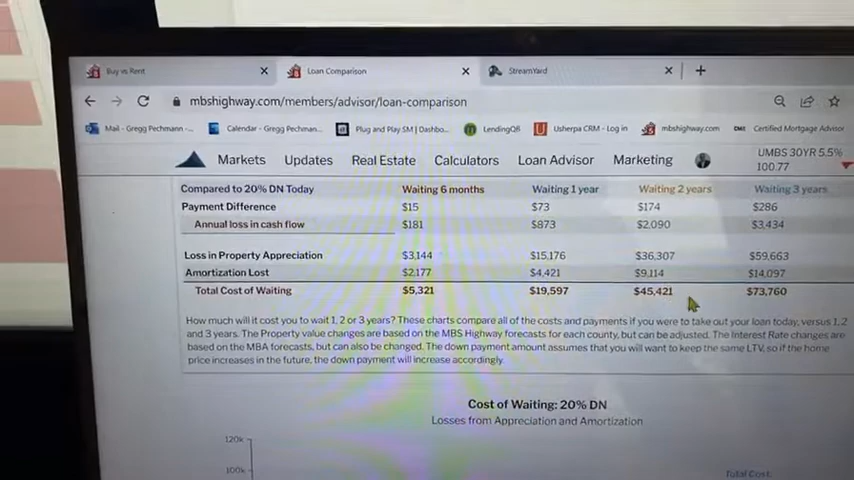 Buy vs Rent
Loan Comparison
StreamYard
mbshighway.com/members/advisor/loan-comparison
Mail - Gregg Pechmann -...
Calendar - Gregg Pechman...
Plug and Play SM | Dashbo...
LendingQB
Usherpa CRM - Log in
mbshighway.com
CMA Certified Mortgage Advisor
Markets Updates Real Estate Calculators Loan Advisor Marketing
UMBS 30YR 5.5%
100.77
Compared to 20% DN Today Waiting 6 months Waiting 1 year Waiting 2 years Waiting 3 years
Payment Difference $15 $73 $174 $286
Annual loss in cash flow $181 $873 $2,090 $3,434
Loss in Property Appreciation $3,144 $15,176 $36,307 $59,663
Amortization Lost $2,177 $4,421 $9,114 $14,097
Total Cost of Waiting $5,321 $19,597 $45,421 $73,760
How much will it cost you to wait 1, 2 or 3 years? These charts compare all of the costs and payments if you were to take out your loan today, versus 1, 2
and 3 years. The Property value changes are based on the MBS Highway forecasts for each county, but can be adjusted. The Interest Rate changes are
based on the MBA forecasts, but can also be changed. The down payment amount assumes that you will want to keep the same LTV, so if the home
price increases in the future, the down payment will increase accordingly.
Cost of Waiting: 20% DN
Losses from Appreciation and Amortization
120k
100k
Total Cost: